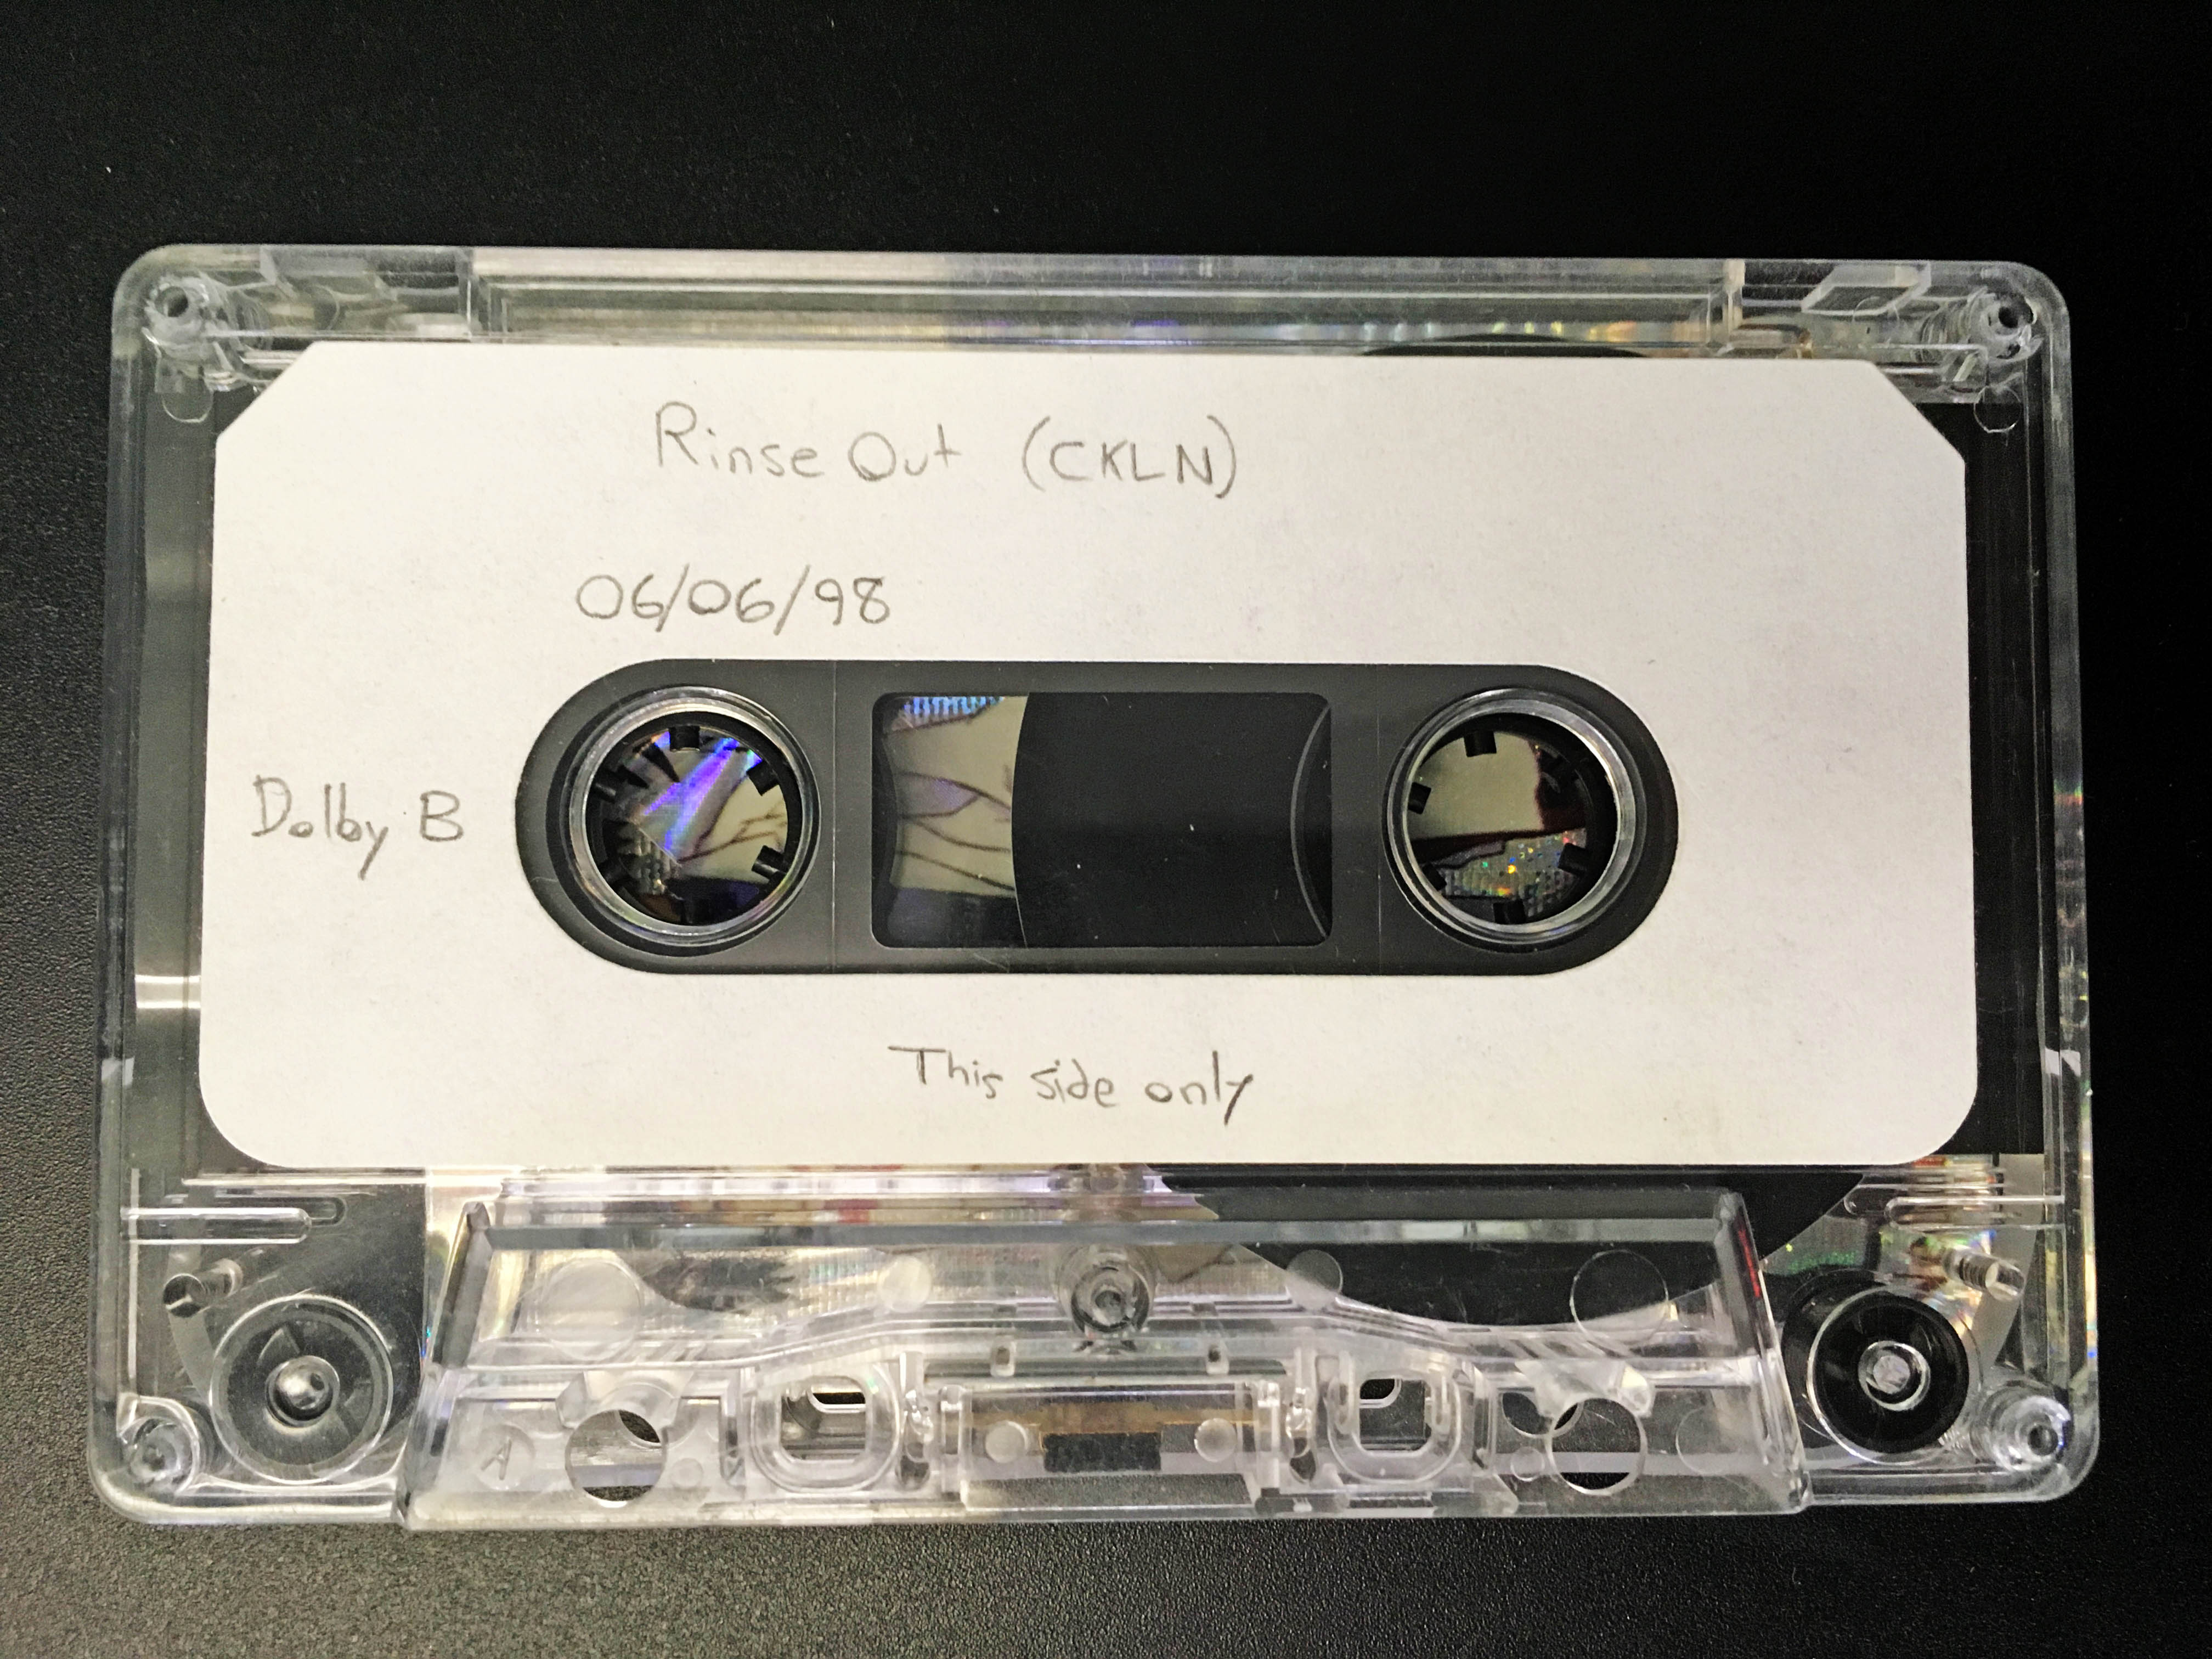 Rinse Out (CKLN)
06/06/98
Dolby B
This side only
A